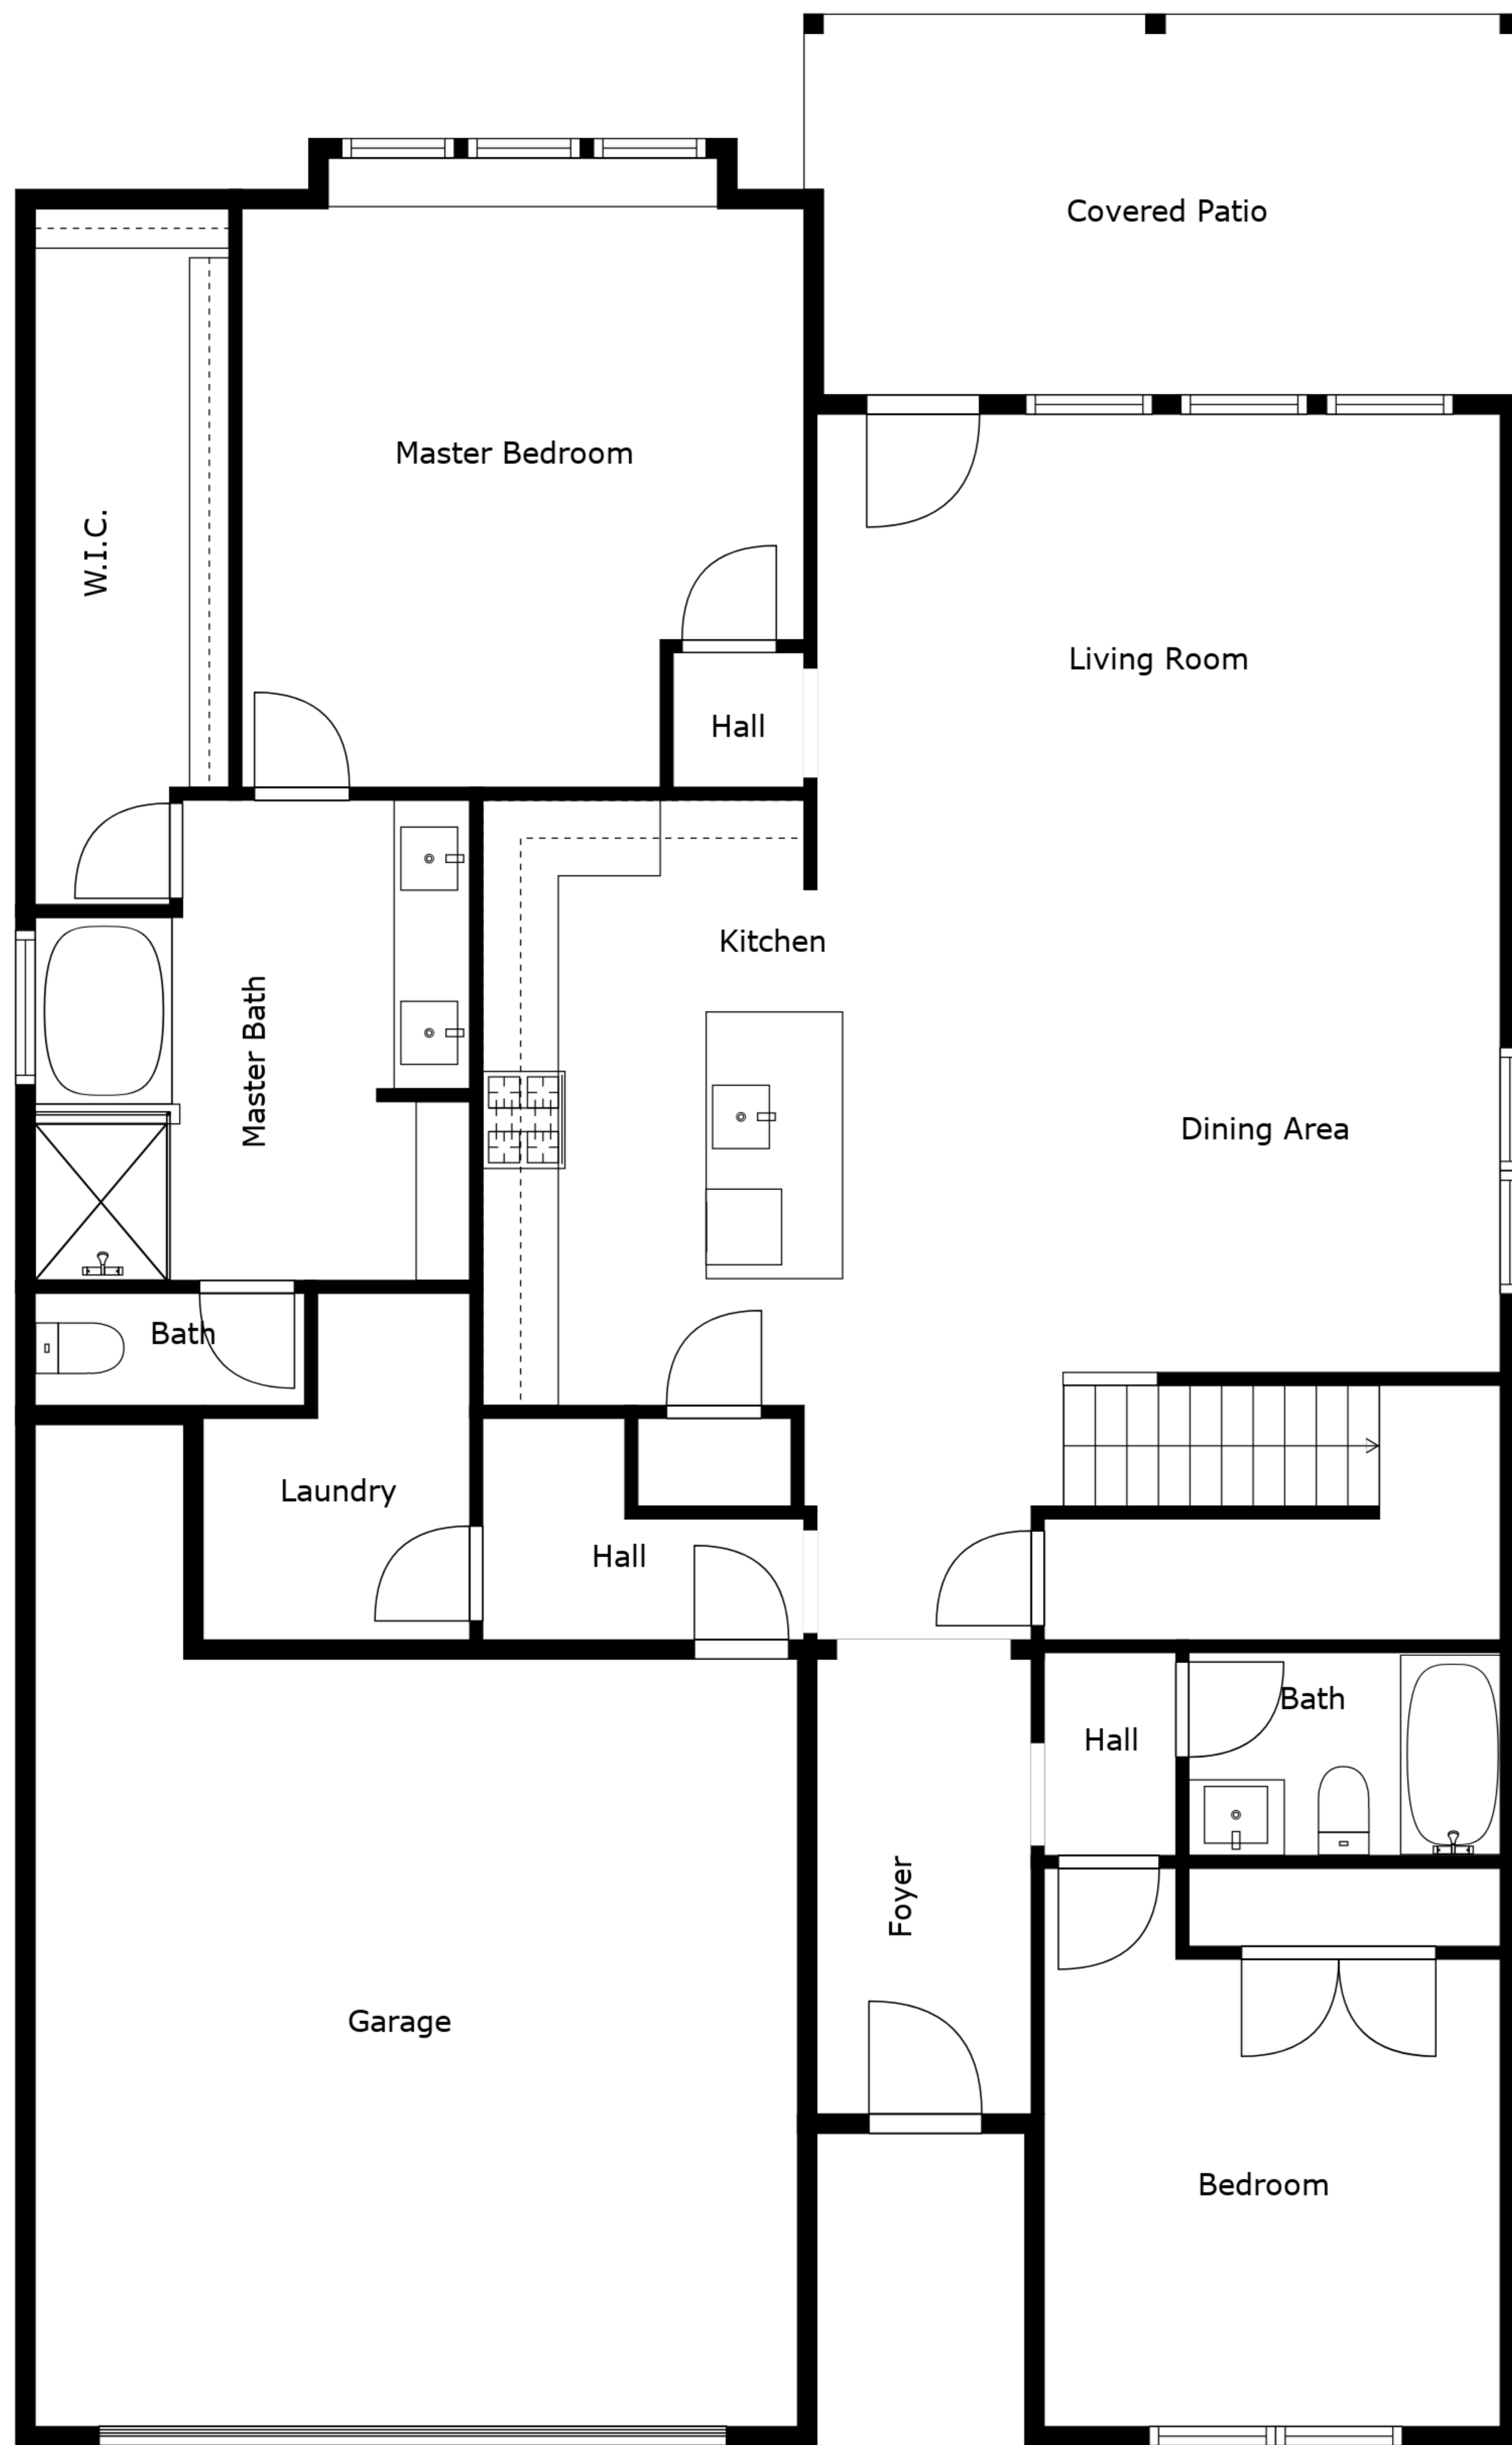 Covered Patio
Master Bedroom
W.I.C.
Living Room
Hall
Kitchen
Master Bath
Dining Area
Bath
Laundry
Hall
Bath
Hall
Foyer
Garage
Bedroom